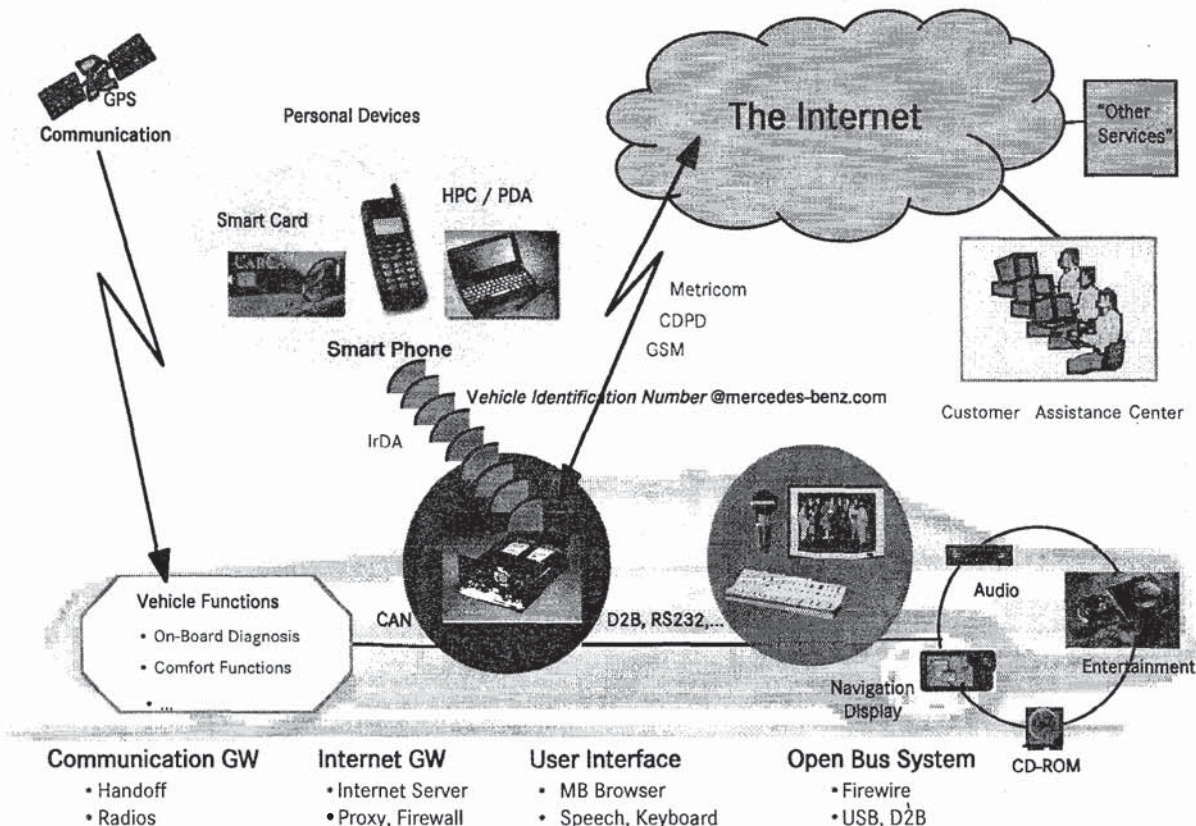 GPS
Communication
Personal Devices
Smart Card
HPC / PDA
Smart Phone
The Internet
"Other
Services"
Metricom
CDPD
GSM
Vehicle Identification Number @mercedes-benz.com
Customer Assistance Center
IrDA
Vehicle Functions
• On-Board Diagnosis
• Comfort Functions
• ...
CAN
D2B, RS232,...
Audio
Entertainment
Navigation
Display
CD-ROM
Communication GW
• Handoff
• Radios
Internet GW
• Internet Server
• Proxy, Firewall
User Interface
• MB Browser
• Speech, Keyboard
Open Bus System
• Firewire
• USB, D2B